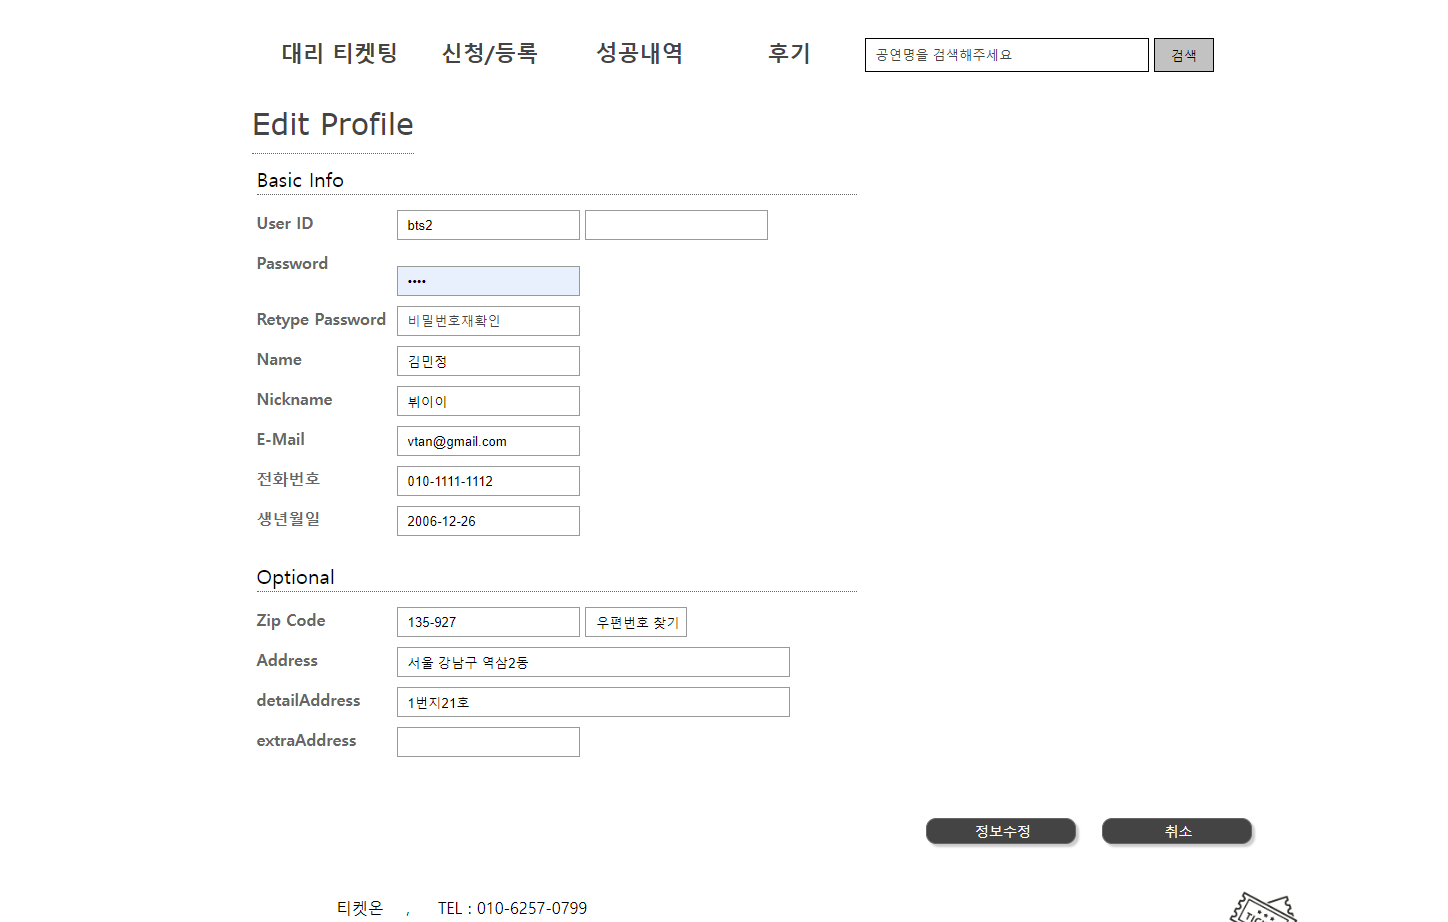 대리 티켓팅 신청/등록 성공내역 후기 공연명을 검색해주세요 검색
Edit Profile
Basic Info
User ID bts2
Password ••••
Retype Password 비밀번호재확인
Name 김민정
Nickname 뷔이이
E-Mail vtan@gmail.com
전화번호 010-1111-1112
생년월일 2006-12-26
Optional
Zip Code 135-927 우편번호 찾기
Address 서울 강남구 역삼2동
detailAddress 1번지21호
extraAddress
정보수정 취소
티켓온 , TEL : 010-6257-0799